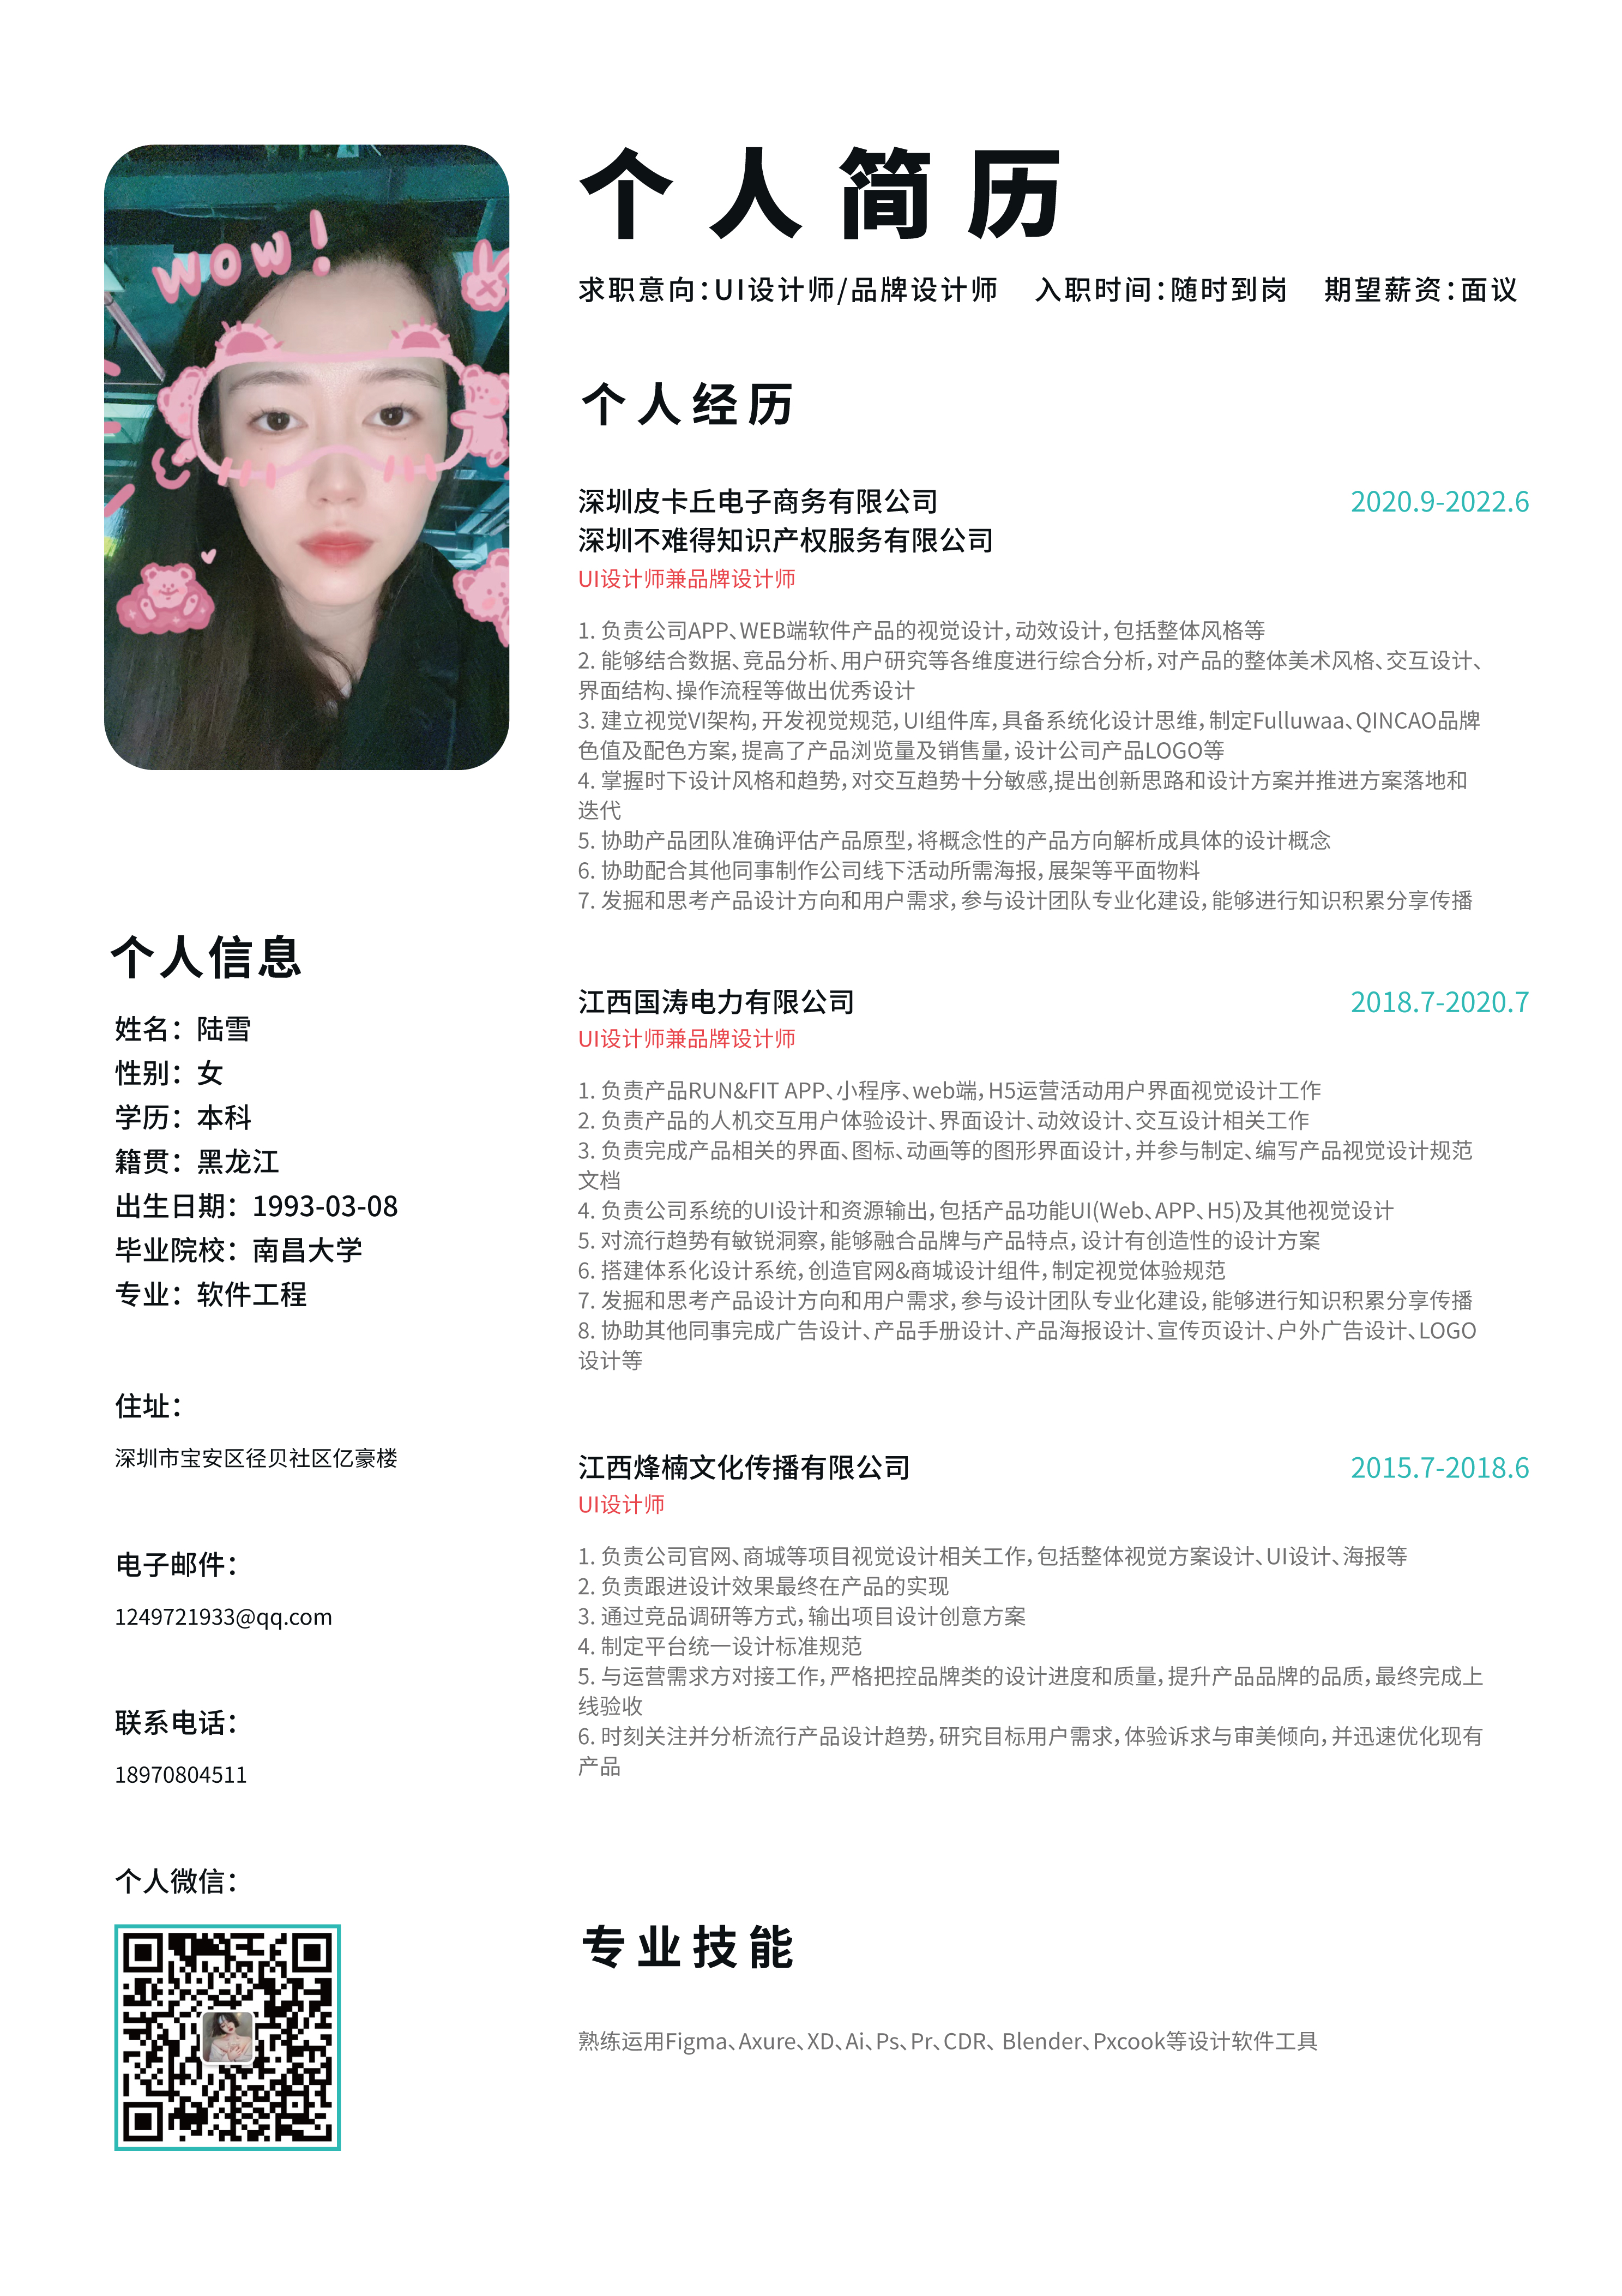 WOW!
个人简历
求职意向:UI设计师/品牌设计师 入职时间:随时到岗 期望薪资:面议
个人经历
深圳皮卡丘电子商务有限公司 2020.9-2022.6
深圳不难得知识产权服务有限公司
UI设计师兼品牌设计师
1. 负责公司APP、WEB端软件产品的视觉设计，动效设计，包括整体风格等
2. 能够结合数据、竞品分析、用户研究等各维度进行综合分析，对产品的整体美术风格、交互设计、
界面结构、操作流程等做出优秀设计
3. 建立视觉VI架构，开发视觉规范，UI组件库，具备系统化设计思维，制定Fulluwaa、QINCAO品牌
色值及配色方案，提高了产品浏览量及销售量，设计公司产品LOGO等
4. 掌握时下设计风格和趋势，对交互趋势十分敏感,提出创新思路和设计方案并推进方案落地和
迭代
5. 协助产品团队准确评估产品原型，将概念性的产品方向解析成具体的设计概念
6. 协助配合其他同事制作公司线下活动所需海报，展架等平面物料
7. 发掘和思考产品设计方向和用户需求，参与设计团队专业化建设，能够进行知识积累分享传播
江西国涛电力有限公司 2018.7-2020.7
UI设计师兼品牌设计师
1. 负责产品RUN&FIT APP、小程序、web端，H5运营活动用户界面视觉设计工作
2. 负责产品的人机交互用户体验设计、界面设计、动效设计、交互设计相关工作
3. 负责完成产品相关的界面、图标、动画等的图形界面设计，并参与制定、编写产品视觉设计规范
文档
4. 负责公司系统的UI设计和资源输出，包括产品功能UI(Web、APP、H5)及其他视觉设计
5. 对流行趋势有敏锐洞察，能够融合品牌与产品特点，设计有创造性的设计方案
6. 搭建体系化设计系统，创造官网&商城设计组件，制定视觉体验规范
7. 发掘和思考产品设计方向和用户需求，参与设计团队专业化建设，能够进行知识积累分享传播
8. 协助其他同事完成广告设计、产品手册设计、产品海报设计、宣传页设计、户外广告设计、LOGO
设计等
江西烽楠文化传播有限公司 2015.7-2018.6
UI设计师
1. 负责公司官网、商城等项目视觉设计相关工作，包括整体视觉方案设计、UI设计、海报等
2. 负责跟进设计效果最终在产品的实现
3. 通过竞品调研等方式，输出项目设计创意方案
4. 制定平台统一设计标准规范
5. 与运营需求方对接工作，严格把控品牌类的设计进度和质量，提升产品品牌的品质，最终完成上
线验收
6. 时刻关注并分析流行产品设计趋势，研究目标用户需求，体验诉求与审美倾向，并迅速优化现有
产品
专业技能
熟练运用Figma、Axure、XD、Ai、Ps、Pr、CDR、Blender、Pxcook等设计软件工具
个人信息
姓名：陆雪
性别：女
学历：本科
籍贯：黑龙江
出生日期：1993-03-08
毕业院校：南昌大学
专业：软件工程
住址：
深圳市宝安区径贝社区亿豪楼
电子邮件：
1249721933@qq.com
联系电话：
18970804511
个人微信：